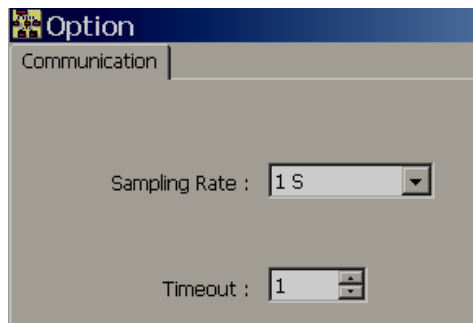 Option
Communication
Sampling Rate : 1 S
Timeout : 1